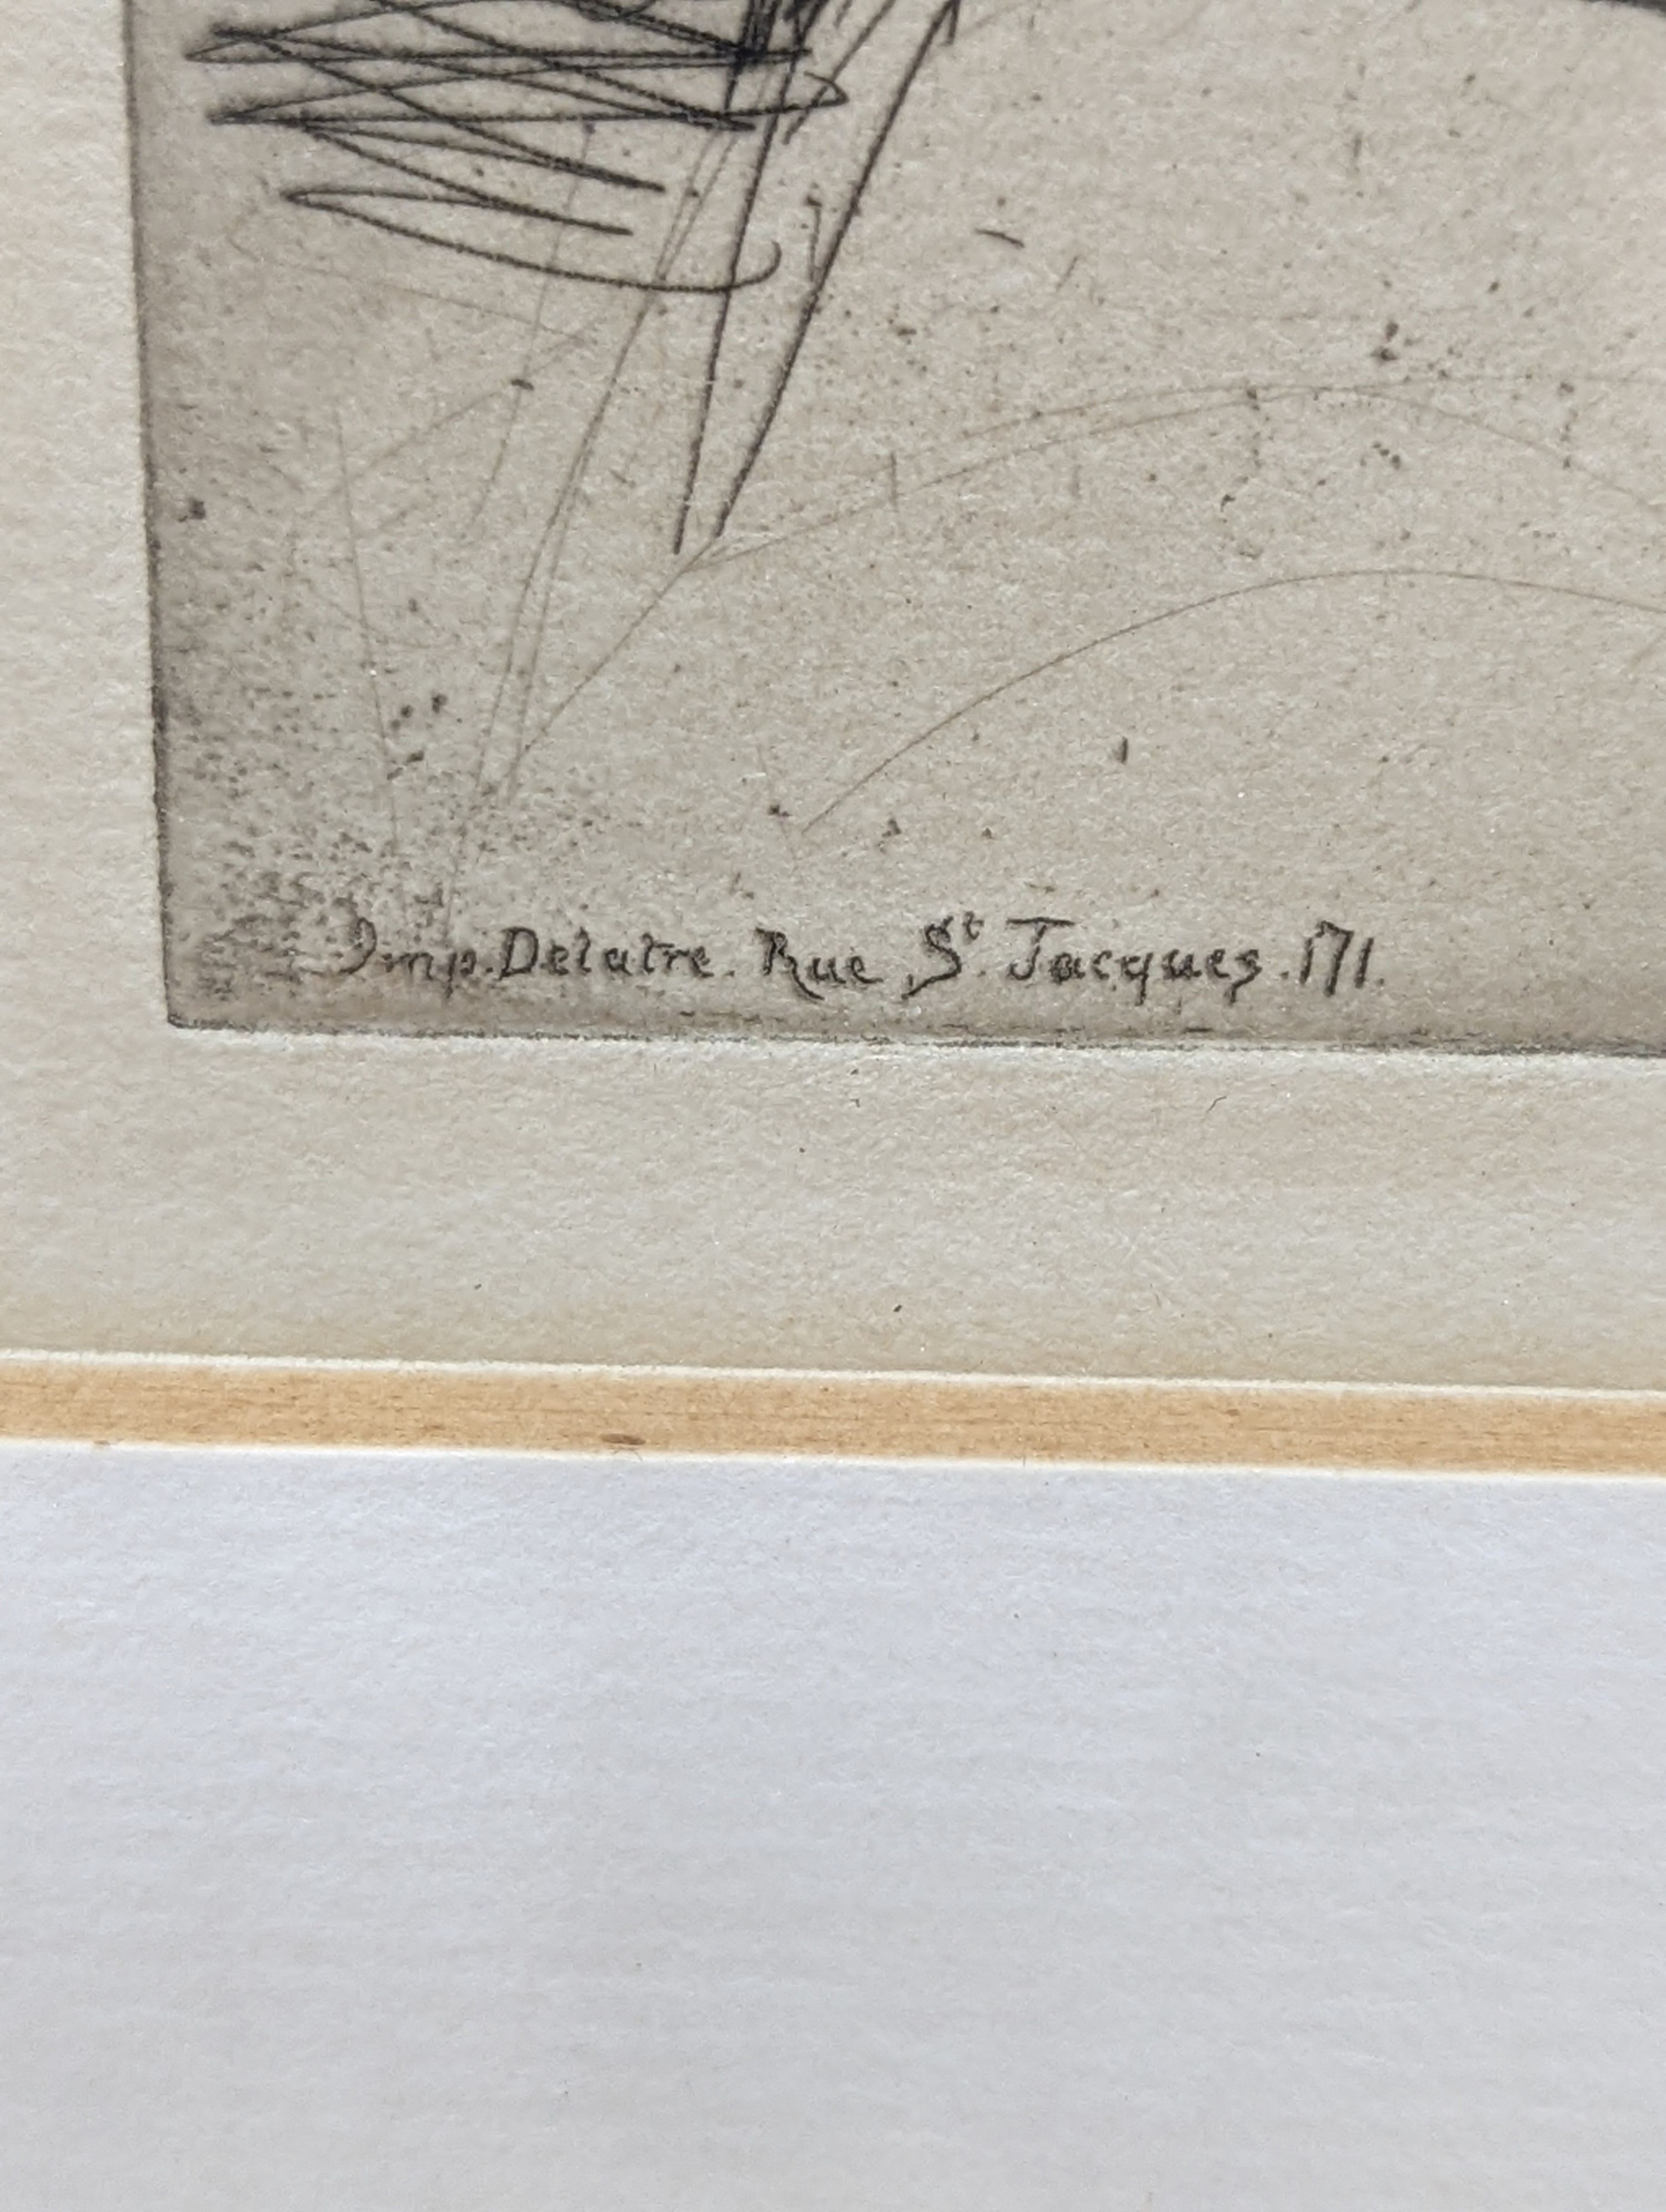 Imp. Delatre. Rue St. Jacques. 171.